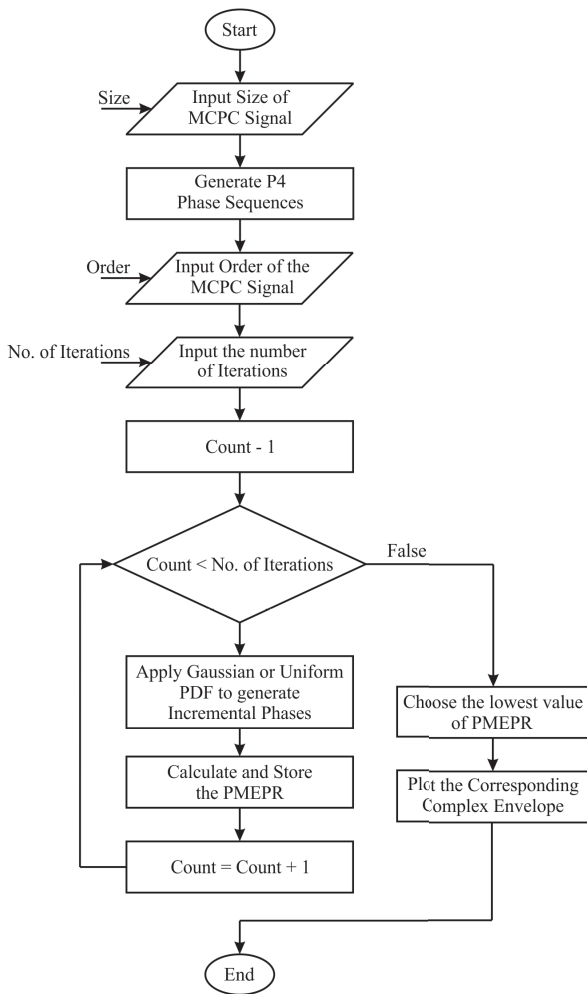 Start
Size
Input Size of
MCPC Signal
Generate P4
Phase Sequences
Order
Input Order of the
MCPC Signal
No. of Iterations
Input the number
of Iterations
Count - 1
Count < No. of Iterations
False
Apply Gaussian or Uniform
PDF to generate
Incremental Phases
Choose the lowest value
of PMEPR
Calculate and Store
the PMEPR
Plot the Corresponding
Complex Envelope
Count = Count + 1
End